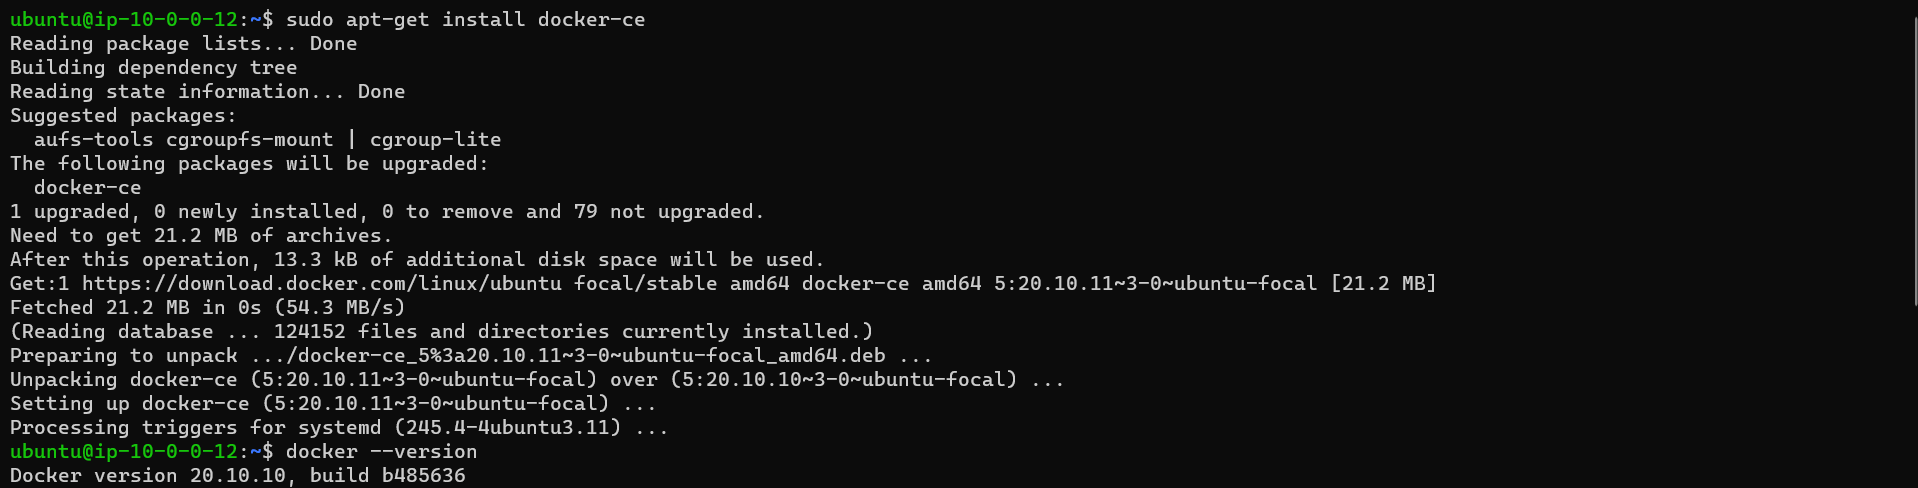 ubuntu@ip-10-0-0-12:~$ sudo apt-get install docker-ce
Reading package lists... Done
Building dependency tree
Reading state information... Done
Suggested packages:
  aufs-tools cgroupfs-mount | cgroup-lite
The following packages will be upgraded:
  docker-ce
1 upgraded, 0 newly installed, 0 to remove and 79 not upgraded.
Need to get 21.2 MB of archives.
After this operation, 13.3 kB of additional disk space will be used.
Get:1 https://download.docker.com/linux/ubuntu focal/stable amd64 docker-ce amd64 5:20.10.11~3-0~ubuntu-focal [21.2 MB]
Fetched 21.2 MB in 0s (54.3 MB/s)
(Reading database ... 124152 files and directories currently installed.)
Preparing to unpack .../docker-ce_5%3a20.10.11~3-0~ubuntu-focal_amd64.deb ...
Unpacking docker-ce (5:20.10.11~3-0~ubuntu-focal) over (5:20.10.10~3-0~ubuntu-focal) ...
Setting up docker-ce (5:20.10.11~3-0~ubuntu-focal) ...
Processing triggers for systemd (245.4-4ubuntu3.11) ...
ubuntu@ip-10-0-0-12:~$ docker --version
Docker version 20.10.10, build b485636